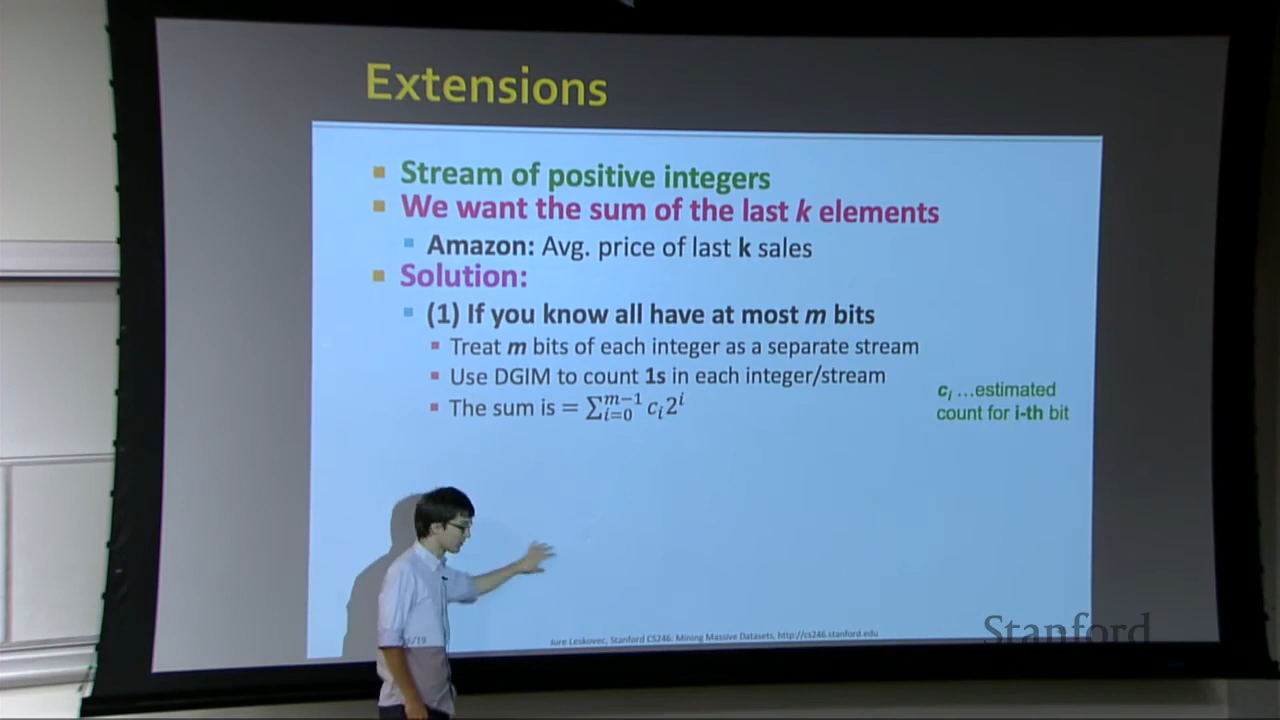 Extensions
Stream of positive integers
We want the sum of the last k elements
Amazon: Avg. price of last k sales
Solution:
(1) If you know all have at most m bits
Treat m bits of each integer as a separate stream
Use DGIM to count 1s in each integer/stream
The sum is = ∑_{i=0}^{m−1} c_i 2^i
c_i …estimated
count for i-th bit
/19
Jure Leskovec, Stanford CS246: Mining Massive Datasets, http://cs246.stanford.edu
Stanford